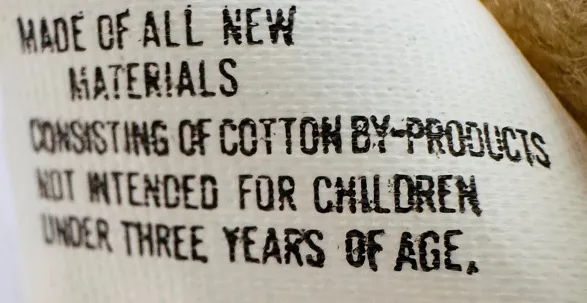 MADE OF ALL NEW
MATERIALS
CONSISTING OF COTTON BY-PRODUCTS
NOT INTENDED FOR CHILDREN
UNDER THREE YEARS OF AGE.